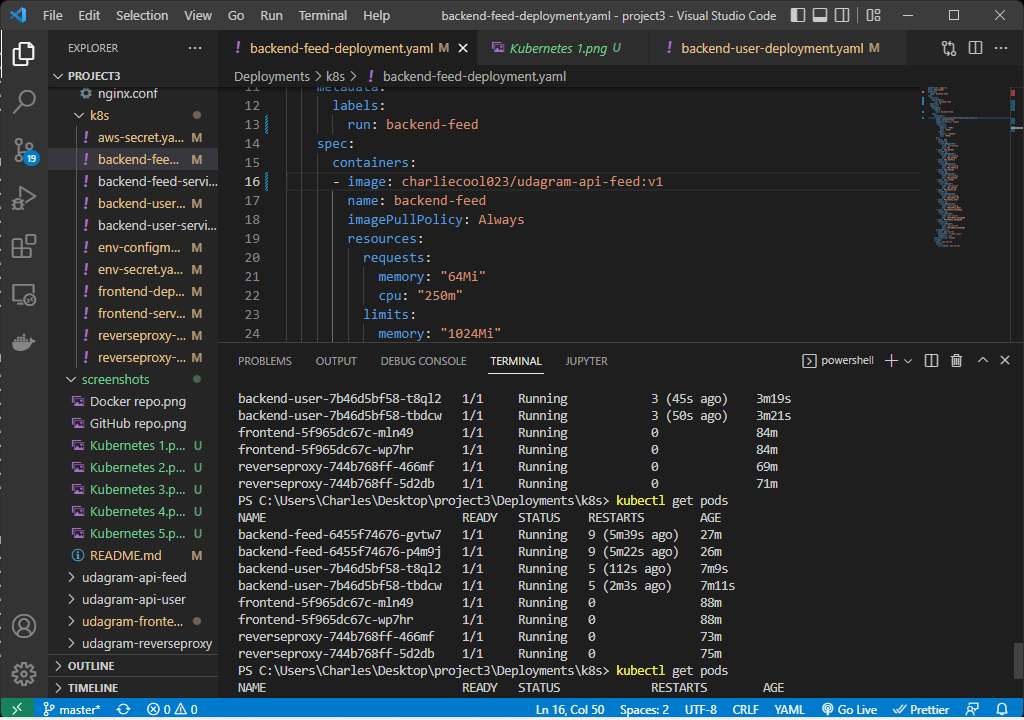 File Edit Selection View Go Run Terminal Help backend-feed-deployment.yaml - project3 - Visual Studio Code
EXPLORER
PROJECT3
nginx.conf
k8s
aws-secret.ya... M
backend-fee... M
backend-feed-servi...
backend-user... M
backend-user-servi...
env-configm... M
env-secret.ya... M
frontend-dep... M
frontend-serv... M
reverseproxy-... M
reverseproxy-... M
screenshots
Docker repo.png
GitHub repo.png
Kubernetes 1.p... U
Kubernetes 2.p... U
Kubernetes 3.p... U
Kubernetes 4.p... U
Kubernetes 5.p... U
README.md M
udagram-api-feed
udagram-api-user
udagram-fronte...
udagram-reverseproxy
OUTLINE
TIMELINE
19
! backend-feed-deployment.yaml M Kubernetes 1.png U ! backend-user-deployment.yaml M
Deployments > k8s > ! backend-feed-deployment.yaml
11 metadata:
12 labels:
13 run: backend-feed
14 spec:
15 containers:
16 - image: charliecool023/udagram-api-feed:v1
17 name: backend-feed
18 imagePullPolicy: Always
19 resources:
20 requests:
21 memory: "64Mi"
22 cpu: "250m"
23 limits:
24 memory: "1024Mi"
PROBLEMS OUTPUT DEBUG CONSOLE TERMINAL JUPYTER powershell
backend-user-7b46d5bf58-t8ql2 1/1 Running 3 (45s ago) 3m19s
backend-user-7b46d5bf58-tbdcw 1/1 Running 3 (50s ago) 3m21s
frontend-5f965dc67c-mln49 1/1 Running 0 84m
frontend-5f965dc67c-wp7hr 1/1 Running 0 84m
reverseproxy-744b768ff-466mf 1/1 Running 0 69m
reverseproxy-744b768ff-5d2db 1/1 Running 0 71m
PS C:\Users\Charles\Desktop\project3\Deployments\k8s> kubectl get pods
NAME READY STATUS RESTARTS AGE
backend-feed-6455f74676-gvtw7 1/1 Running 9 (5m39s ago) 27m
backend-feed-6455f74676-p4m9j 1/1 Running 9 (5m22s ago) 26m
backend-user-7b46d5bf58-t8ql2 1/1 Running 5 (112s ago) 7m9s
backend-user-7b46d5bf58-tbdcw 1/1 Running 5 (2m3s ago) 7m11s
frontend-5f965dc67c-mln49 1/1 Running 0 88m
frontend-5f965dc67c-wp7hr 1/1 Running 0 88m
reverseproxy-744b768ff-466mf 1/1 Running 0 73m
reverseproxy-744b768ff-5d2db 1/1 Running 0 75m
PS C:\Users\Charles\Desktop\project3\Deployments\k8s> kubectl get pods
NAME READY STATUS RESTARTS AGE
master* 0 0 Ln 16, Col 50 Spaces: 2 UTF-8 CRLF YAML Go Live Prettier